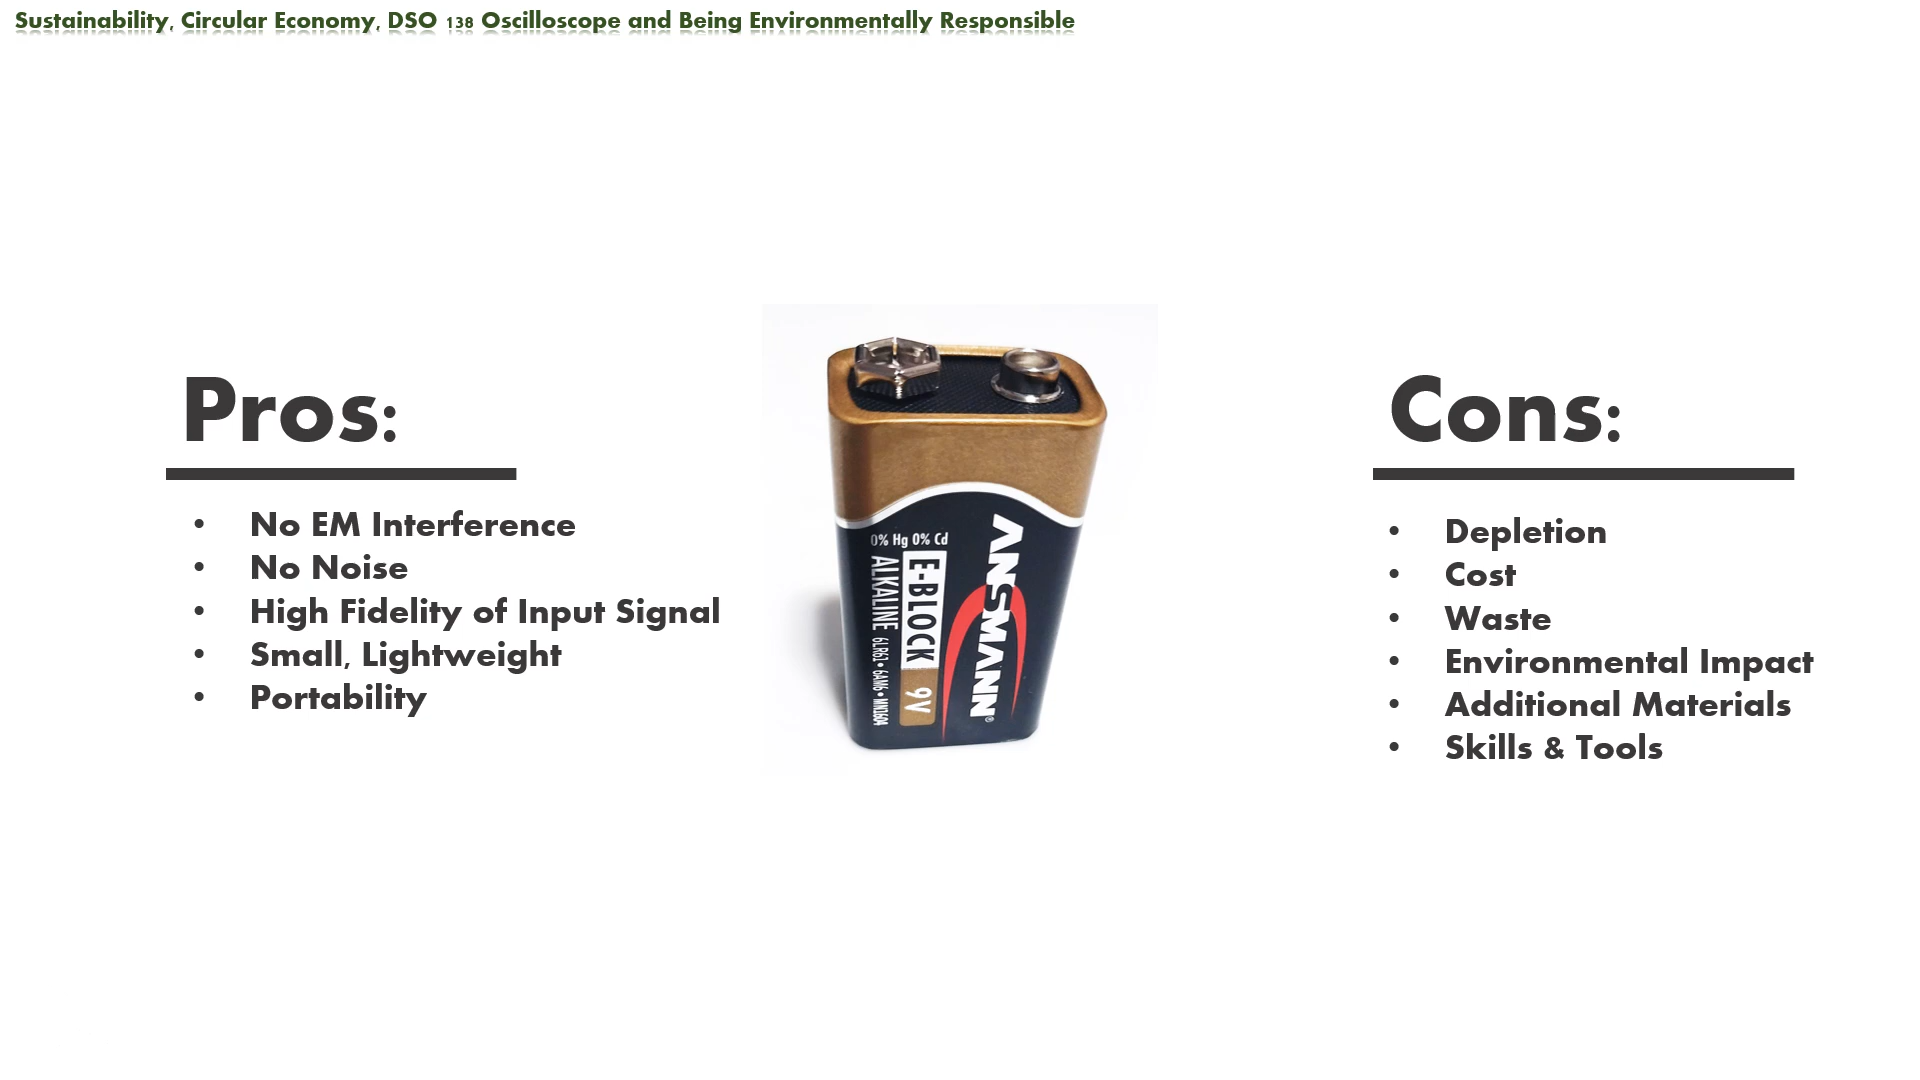 Sustainability, Circular Economy, DSO 138 Oscilloscope and Being Environmentally Responsible
Pros:
• No EM Interference
• No Noise
• High Fidelity of Input Signal
• Small, Lightweight
• Portability
0% Hg 0% Cd
ALKALINE 6LR61 • 6AM6 • MN1604
E-BLOCK 9V
ANSMANN®
Cons:
• Depletion
• Cost
• Waste
• Environmental Impact
• Additional Materials
• Skills & Tools